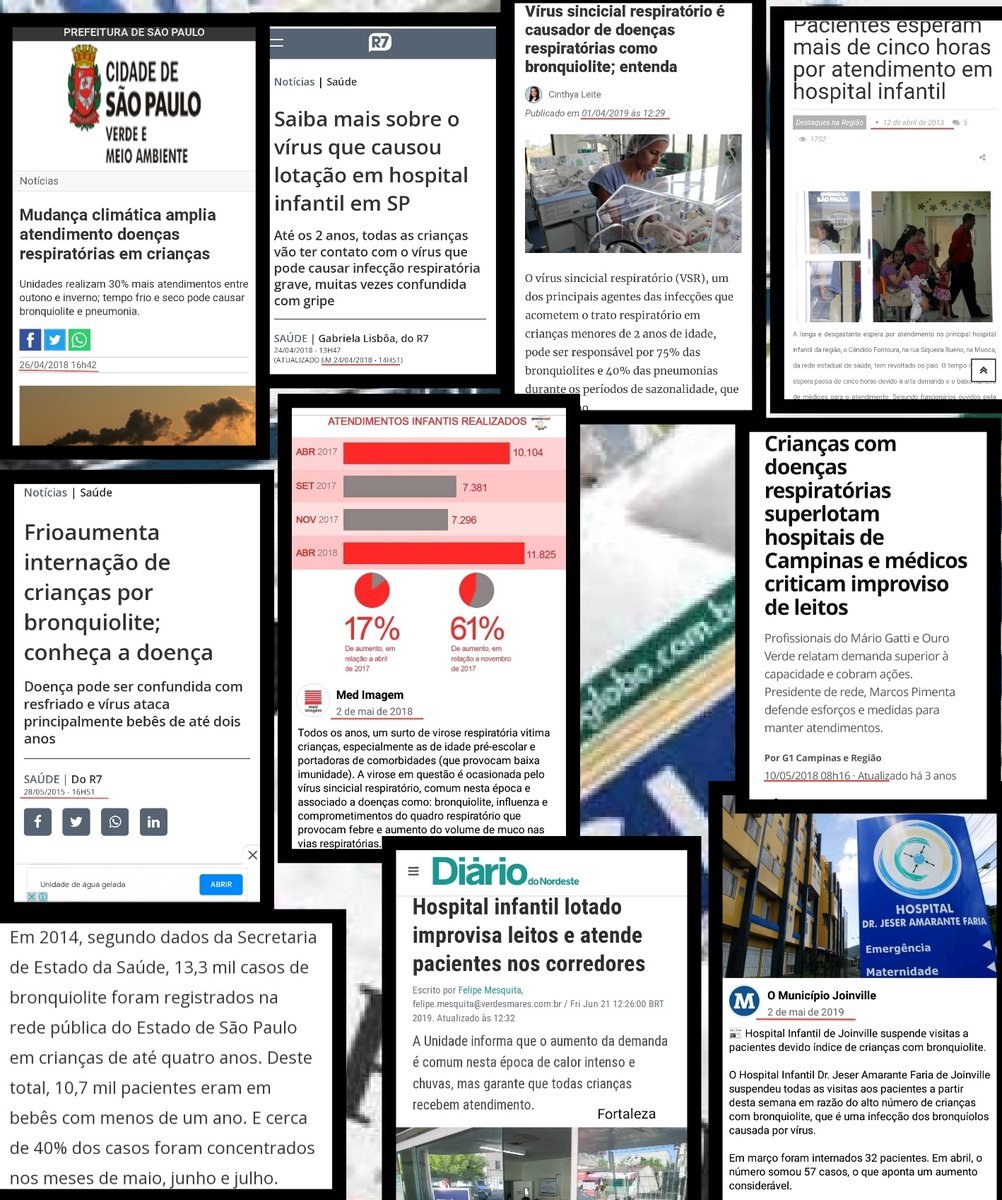 PREFEITURA DE SÃO PAULO
CIDADE DE
SÃO PAULO
VERDE E
MEIO AMBIENTE
Notícias
Mudança climática amplia
atendimento doenças
respiratórias em crianças
Unidades realizam 30% mais atendimentos entre
outono e inverno; tempo frio e seco pode causar
bronquiolite e pneumonia.
26/04/2018 16h42
R7
Notícias | Saúde
Saiba mais sobre o
vírus que causou
lotação em hospital
infantil em SP
Até os 2 anos, todas as crianças
vão ter contato com o vírus que
pode causar infecção respiratória
grave, muitas vezes confundida
com gripe
SAÚDE | Gabriela Lisbôa, do R7
24/04/2018 - 13H47
(ATUALIZADO EM 24/04/2018 - 14H51)
Vírus sincicial respiratório é
causador de doenças
respiratórias como
bronquiolite; entenda
Cinthya Leite
Publicado em 01/04/2019 às 12:29
O vírus sincicial respiratório (VSR), um
dos principais agentes das infecções que
acometem o trato respiratório em
crianças menores de 2 anos de idade,
pode ser responsável por 75% das
bronquiolites e 40% das pneumonias
durante os períodos de sazonalidade, que
Pacientes esperam
mais de cinco horas
por atendimento em
hospital infantil
Destaques na Região
12 de abril de 2013
5
1752
A longa e desgastante espera por atendimento no principal hospital
infantil da região, o Cândido Fontoura, na rua Siqueira Bueno, na Mooca,
da rede estadual de saúde, tem revoltado os pais. O tempo
espera passa de cinco horas devido à alta demanda e o
de médicos para o atendimento. Segundo funcionários ouvidos pela
Notícias | Saúde
Frioaumenta
internação de
crianças por
bronquiolite;
conheça a doença
Doença pode ser confundida com
resfriado e vírus ataca
principalmente bebês de até dois
anos
SAÚDE | Do R7
28/05/2015 - 16H51
Unidade de água gelada
ABRIR
ATENDIMENTOS INFANTIS REALIZADOS
ABR 2017
10.104
SET 2017
7.381
NOV 2017
7.296
ABR 2018
11.825
17%
De aumento, em
relação a abril
de 2017
61%
De aumento, em
relação a novembro
de 2017
med
imagem
Med Imagem
2 de mai de 2018
Todos os anos, um surto de virose respiratória vitima
crianças, especialmente as de idade pré-escolar e
portadoras de comorbidades (que provocam baixa
imunidade). A virose em questão é ocasionada pelo
vírus sincicial respiratório, comum nesta época e
associado a doenças como: bronquiolite, influenza e
comprometimentos do quadro respiratório que
provocam febre e aumento do volume de muco nas
vias respiratórias.
globo.com.b
Crianças com
doenças
respiratórias
superlotam
hospitais de
Campinas e médicos
criticam improviso
de leitos
Profissionais do Mário Gatti e Ouro
Verde relatam demanda superior à
capacidade e cobram ações.
Presidente de rede, Marcos Pimenta
defende esforços e medidas para
manter atendimentos.
Por G1 Campinas e Região
10/05/2018 08h16 · Atualizado há 3 anos
Em 2014, segundo dados da Secretaria
de Estado da Saúde, 13,3 mil casos de
bronquiolite foram registrados na
rede pública do Estado de São Paulo
em crianças de até quatro anos. Deste
total, 10,7 mil pacientes eram em
bebês com menos de um ano. E cerca
de 40% dos casos foram concentrados
nos meses de maio, junho e julho.
Diário do Nordeste
Hospital infantil lotado
improvisa leitos e atende
pacientes nos corredores
Escrito por Felipe Mesquita,
felipe.mesquita@verdesmares.com.br / Fri Jun 21 12:26:00 BRT
2019. Atualizado às 12:32
A Unidade informa que o aumento da demanda
é comum nesta época de calor intenso e
chuvas, mas garante que todas crianças
recebem atendimento.
Fortaleza
HOSPITAL
DR. JESER AMARANTE FARIA
Emergência
Maternidade
M
O Município Joinville
2 de mai de 2019
Hospital Infantil de Joinville suspende visitas a
pacientes devido índice de crianças com bronquiolite.
O Hospital Infantil Dr. Jeser Amarante Faria de Joinville
suspendeu todas as visitas aos pacientes a partir
desta semana em razão do alto número de crianças
com bronquiolite, que é uma infecção dos bronquíolos
causada por vírus.
Em março foram internados 32 pacientes. Em abril, o
número somou 57 casos, o que aponta um aumento
considerável.